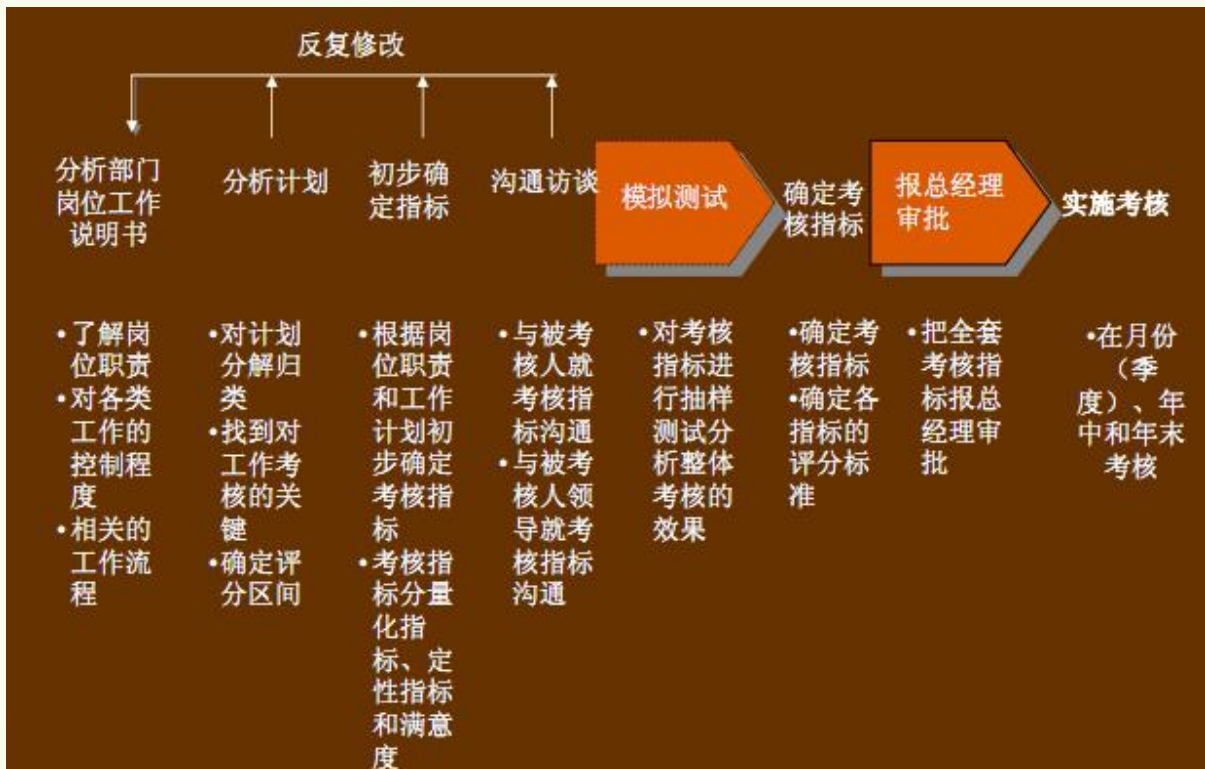 反复修改
分析部门
岗位工作
说明书
分析计划
初步确
定指标
沟通访谈
模拟测试
确定考
核指标
报总经理
审批
实施考核
•了解岗
位职责
•对各类
工作的
控制程
度
•相关的
工作流
程
•对计划
分解归
类
•找到对
工作考
核的关
键
•确定评
分区间
•根据岗
位职责
和工作
计划初
步确定
考核指
标
•考核指
标分量
化指
标、定
性指标
和满意
度
•与被考
核人就
考核指
标沟通
•与被考
核人领
导就考
核指标
沟通
•对考核
指标进
行抽样
测试分
析整体
考核的
效果
•确定考
核指标
•确定各
指标的
评分标
准
•把全套
考核指
标报总
经理审
批
•在月份
（季
度）、年
中和年末
考核